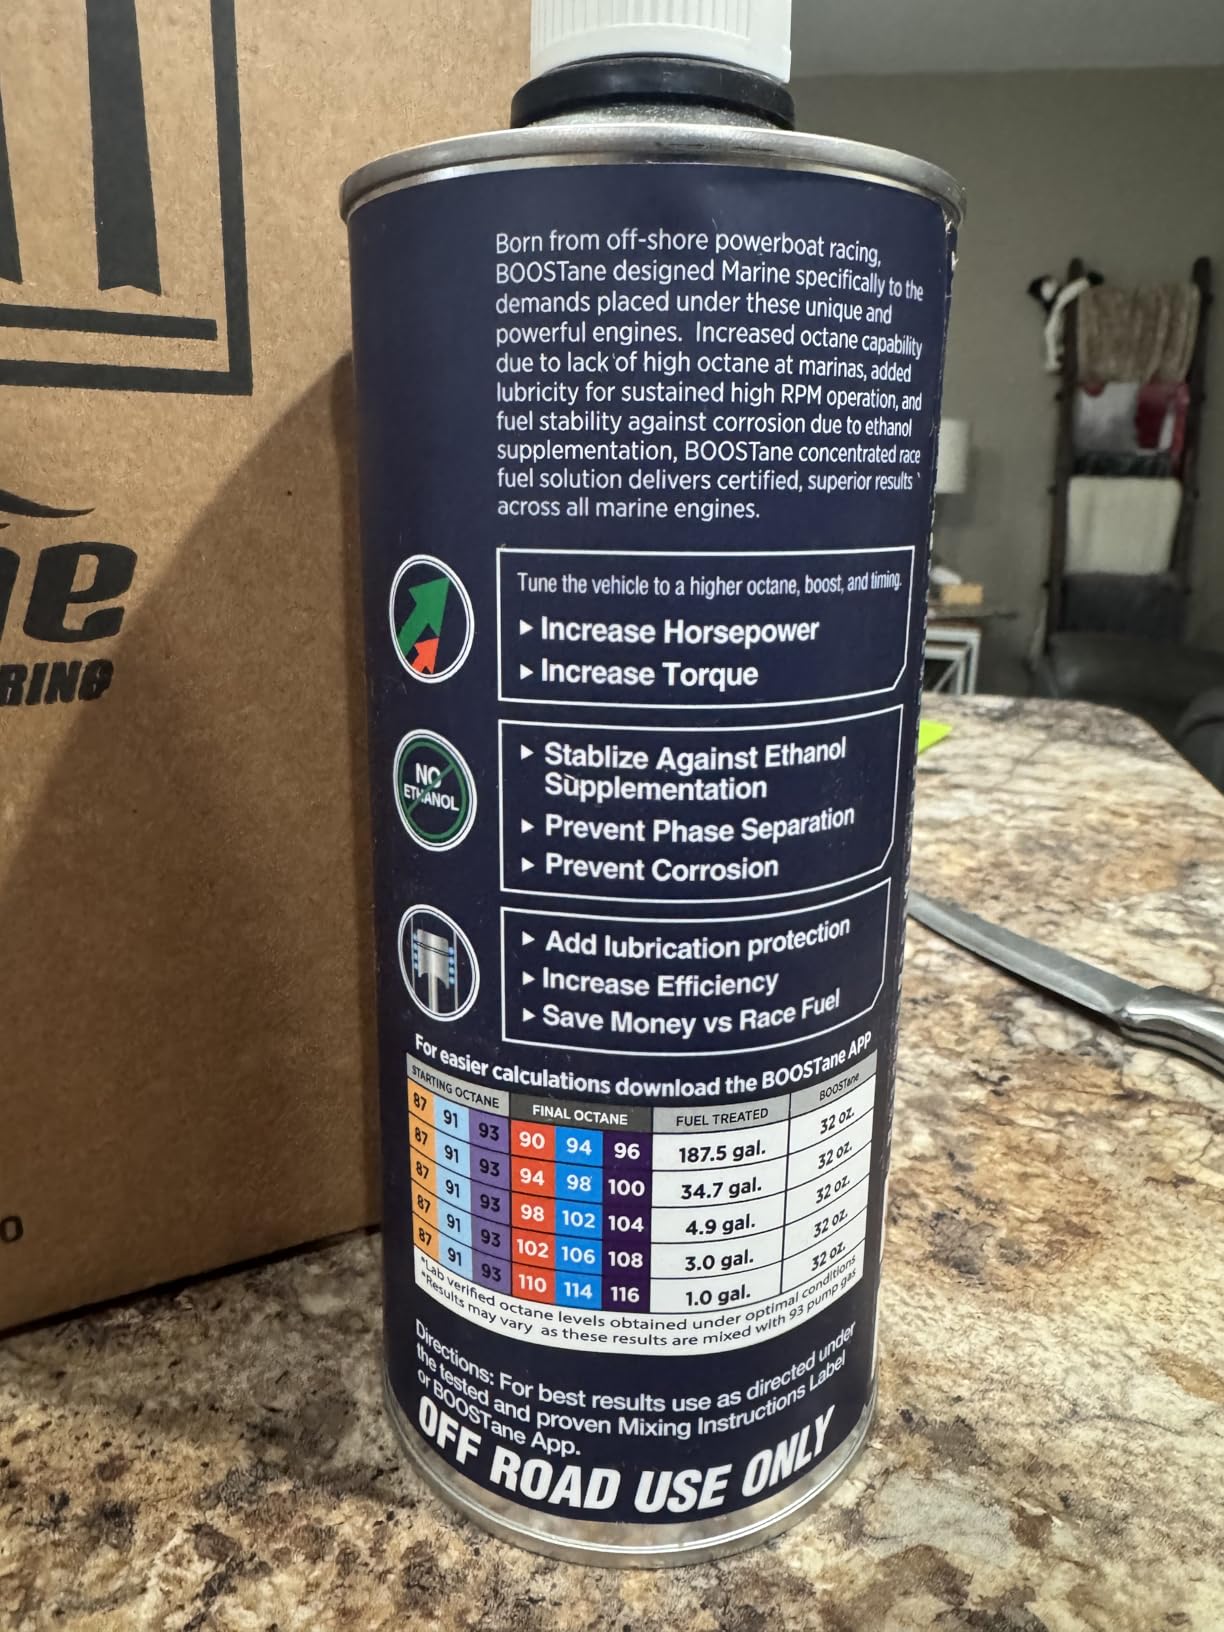 Born from off-shore powerboat racing,
BOOSTane designed Marine specifically to the
demands placed under these unique and
powerful engines. Increased octane capability
due to lack of high octane at marinas, added
lubricity for sustained high RPM operation, and
fuel stability against corrosion due to ethanol
supplementation, BOOSTane concentrated race
fuel solution delivers certified, superior results
across all marine engines.
Tune the vehicle to a higher octane, boost, and timing.
▸ Increase Horsepower
▸ Increase Torque
NO
ETHANOL
▸ Stablize Against Ethanol
Supplementation
▸ Prevent Phase Separation
▸ Prevent Corrosion
▸ Add lubrication protection
▸ Increase Efficiency
▸ Save Money vs Race Fuel
For easier calculations download the BOOSTane APP
STARTING OCTANE FINAL OCTANE FUEL TREATED BOOSTane
87 91 93 90 94 96 187.5 gal. 32 oz.
87 91 93 94 98 100 34.7 gal. 32 oz.
87 91 93 98 102 104 4.9 gal. 32 oz.
87 91 93 102 106 108 3.0 gal. 32 oz.
87 91 93 110 114 116 1.0 gal. 32 oz.
*Lab verified octane levels obtained under optimal conditions
*Results may vary as these results are mixed with 93 pump gas
Directions: For best results use as directed under
the tested and proven Mixing Instructions Label
or BOOSTane App.
OFF ROAD USE ONLY
ne
RING